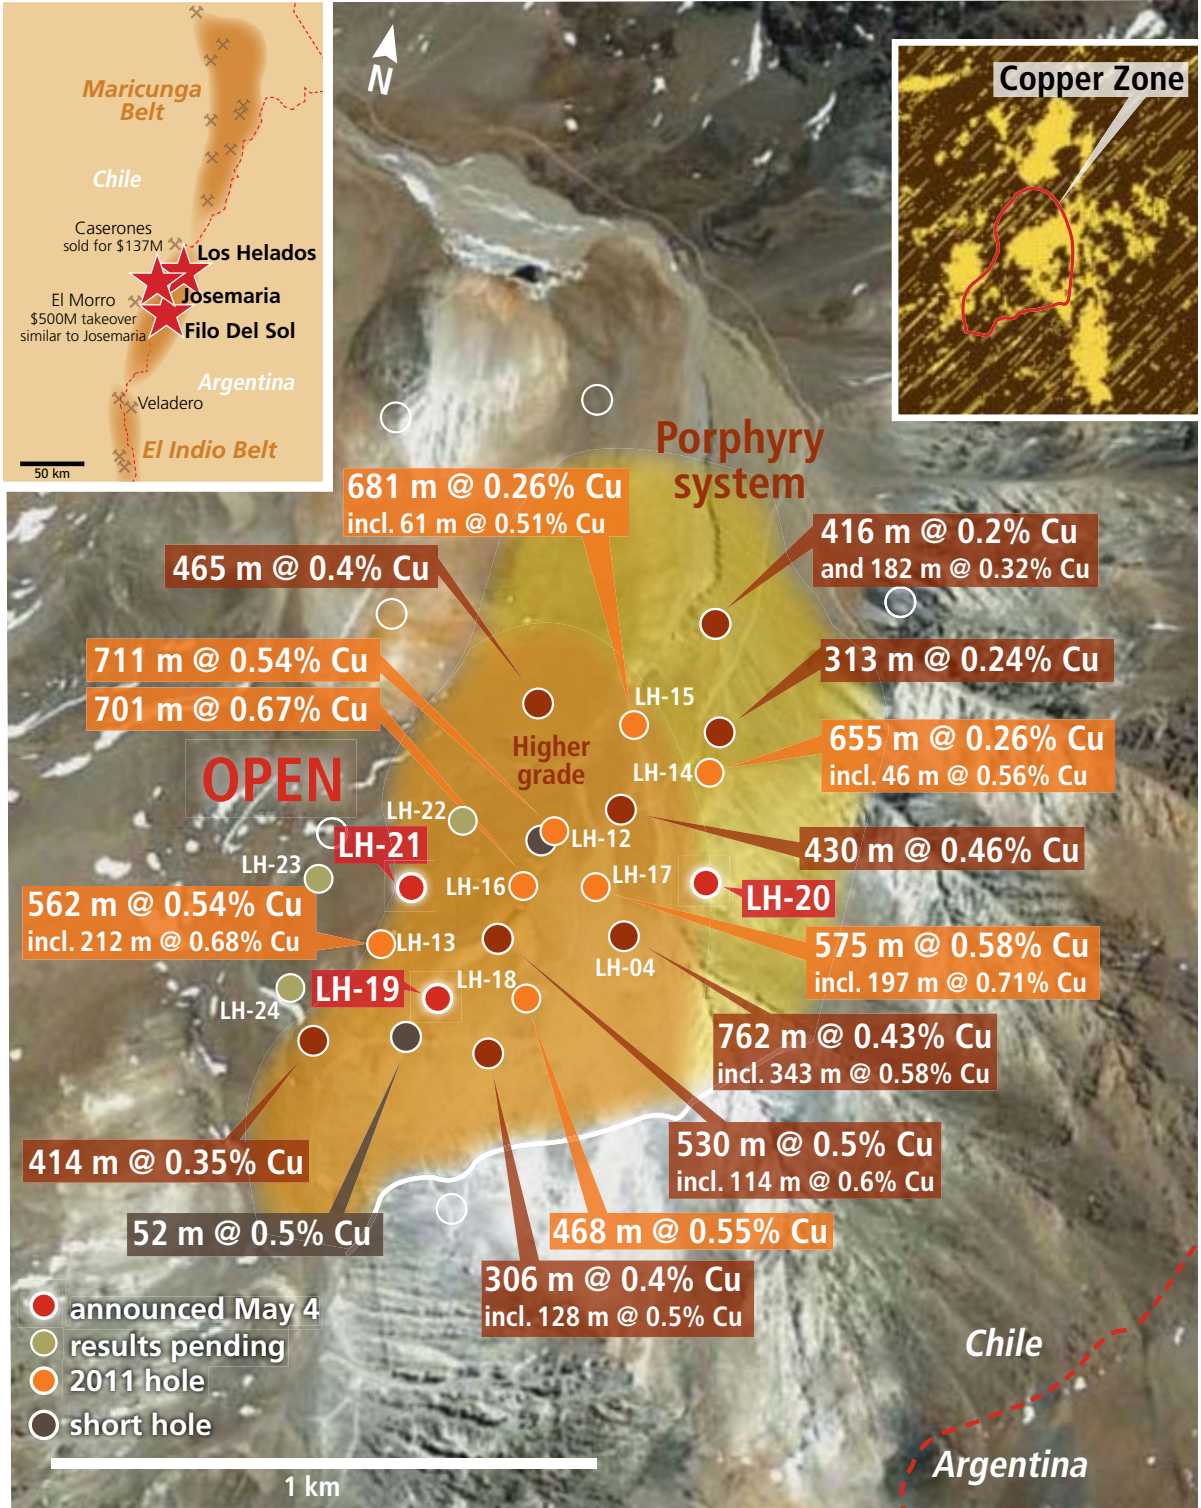 Maricunga
Belt
Chile
Caserones
sold for $137M
Los Helados
Josemaria
El Morro
$500M takeover
similar to Josemaria
Filo Del Sol
Argentina
Veladero
El Indio Belt
50 km
N
Copper Zone
Porphyry
system
681 m @ 0.26% Cu
incl. 61 m @ 0.51% Cu
416 m @ 0.2% Cu
and 182 m @ 0.32% Cu
465 m @ 0.4% Cu
711 m @ 0.54% Cu
313 m @ 0.24% Cu
701 m @ 0.67% Cu
LH-15
655 m @ 0.26% Cu
incl. 46 m @ 0.56% Cu
Higher
grade
OPEN
LH-14
LH-22
LH-12
LH-21
430 m @ 0.46% Cu
LH-23
LH-16
LH-17
LH-20
562 m @ 0.54% Cu
incl. 212 m @ 0.68% Cu
LH-13
575 m @ 0.58% Cu
incl. 197 m @ 0.71% Cu
LH-04
LH-18
LH-19
LH-24
762 m @ 0.43% Cu
incl. 343 m @ 0.58% Cu
530 m @ 0.5% Cu
incl. 114 m @ 0.6% Cu
414 m @ 0.35% Cu
52 m @ 0.5% Cu
468 m @ 0.55% Cu
306 m @ 0.4% Cu
incl. 128 m @ 0.5% Cu
announced May 4
results pending
2011 hole
short hole
1 km
Chile
Argentina